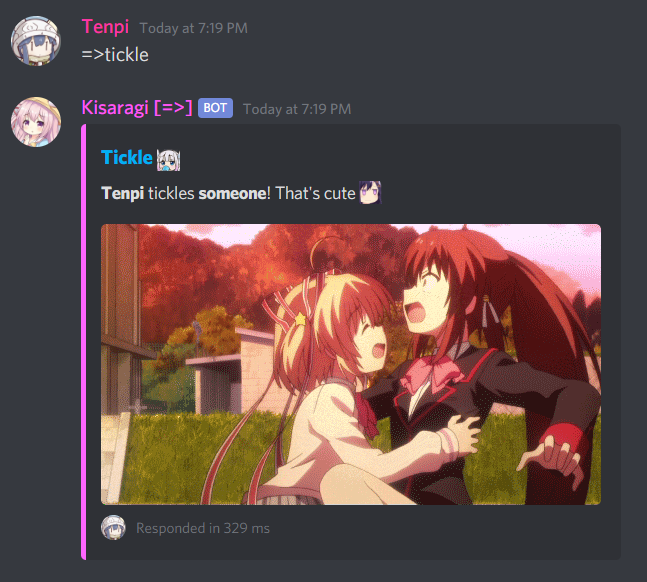 Tenpi Today at 7:19 PM
=>tickle
Kisaragi [=>] BOT Today at 7:19 PM
Tickle
Tenpi tickles someone! That's cute
Responded in 329 ms